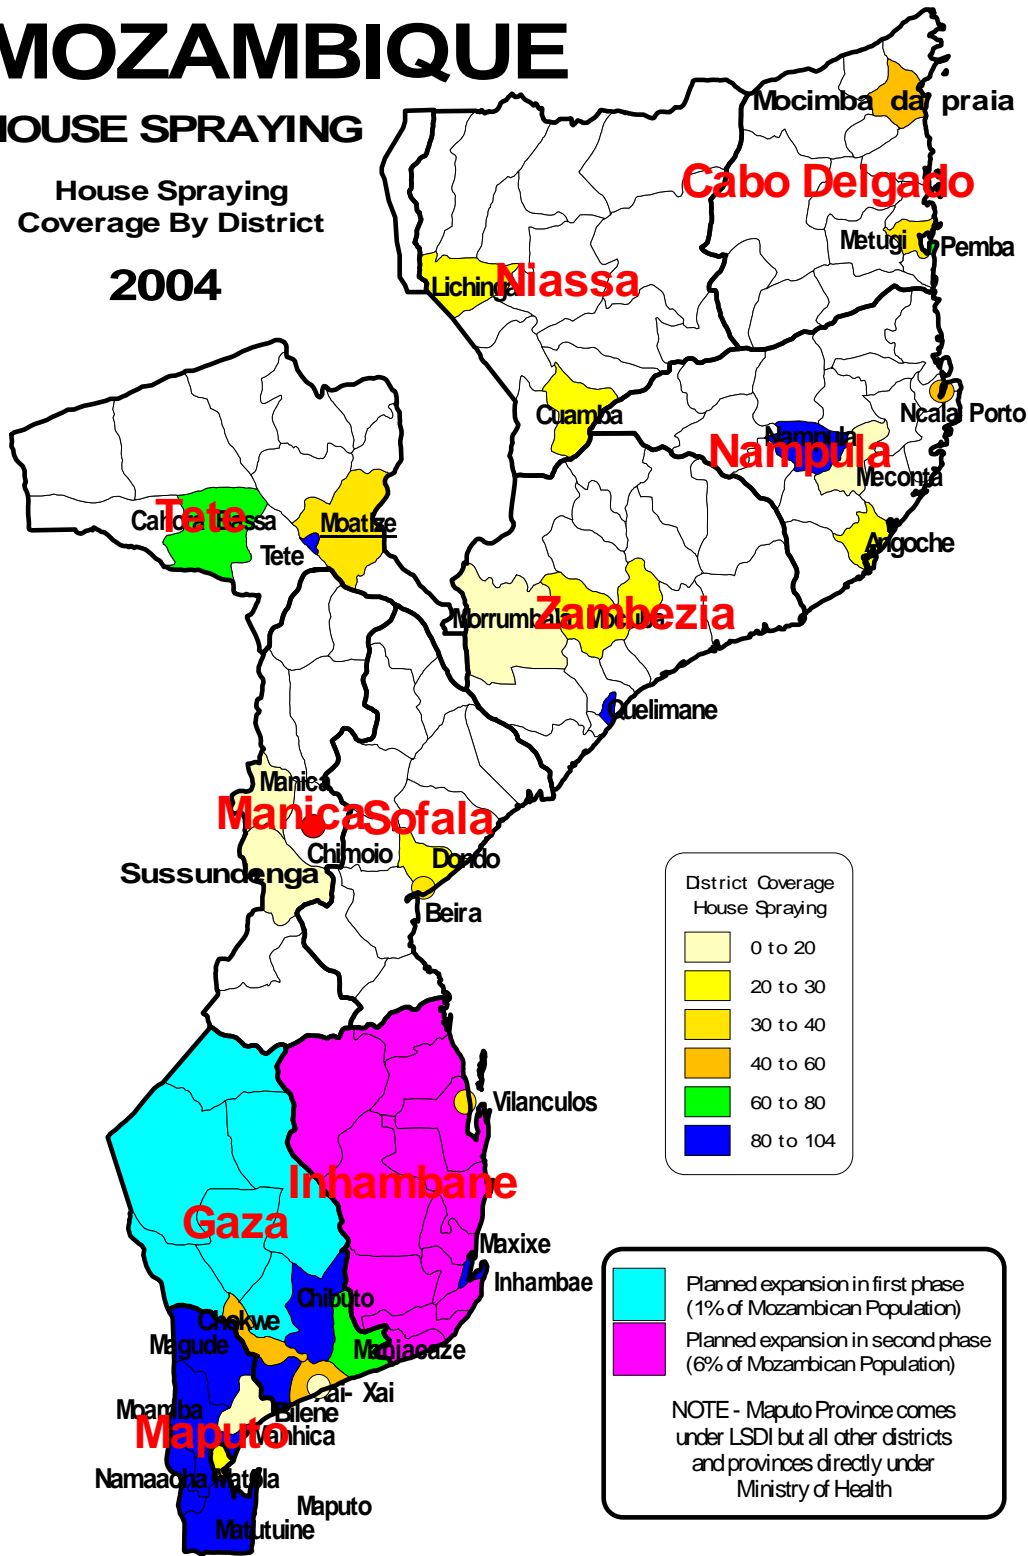 MOZAMBIQUE
HOUSE SPRAYING
House Spraying
Coverage By District
2004
Mocimba da praia
Cabo Delgado
Metugi
Pemba
Niassa
Lichinga
Cuamba
Ncala Porto
Nampula
Nampula
Meconta
Angoche
Tete
Cahora Bassa
Moatize
Tete
Zambezia
Morrumbala
Mocuba
Quelimane
Manica
Manica
Sofala
Chimoio
Dondo
Sussundenga
Beira
District Coverage
House Spraying
0 to 20
20 to 30
30 to 40
40 to 60
60 to 80
80 to 104
Vilanculos
Inhambane
Gaza
Maxixe
Inhambae
Chibuto
Chokwe
Magude
Manjacaze
Xai- Xai
Moamba
Bilene
Maputo
Manhica
Namaacha
Matola
Maputo
Matutuine
Planned expansion in first phase
(1% of Mozambican Population)
Planned expansion in second phase
(6% of Mozambican Population)
NOTE - Maputo Province comes
under LSDI but all other districts
and provinces directly under
Ministry of Health